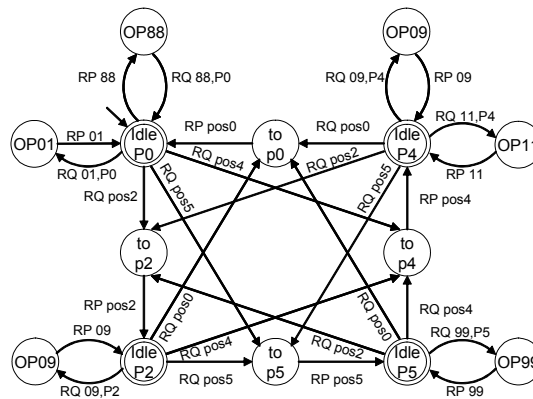 OP88
OP09
RP 88
RQ 88,P0
RQ 09,P4
RP 09
OP01
RP 01
Idle
P0
RP pos0
to
p0
RQ pos0
Idle
P4
RQ 11,P4
OP11
RQ 01,P0
RQ pos4
RQ pos2
RP 11
RQ pos2
RQ pos5
RQ pos5
RP pos4
to
p2
to
p4
RP pos2
RQ pos0
RQ pos0
RQ pos4
OP09
RP 09
Idle
P2
RQ pos4
RQ pos2
to
p5
Idle
P5
RQ 99,P5
OP99
RQ 09,P2
RQ pos5
RP pos5
RP 99